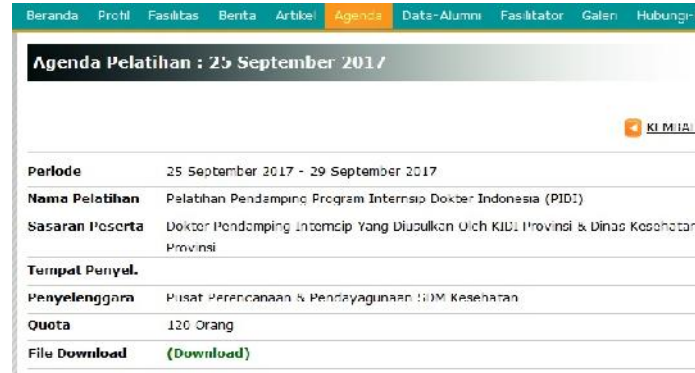 Beranda Profil Fasilitas Berita Artikel Agenda Data-Alumni Fasilitator Galeri Hubungi-
Agenda Pelatihan : 25 September 2017
KEMBALI
Periode 25 September 2017 - 29 September 2017
Nama Pelatihan Pelatihan Pendamping Program Internsip Dokter Indonesia (PIDI)
Sasaran Peserta Dokter Pendamping Internsip Yang Diusulkan Oleh KIDI Provinsi & Dinas Kesehatan
Provinsi
Tempat Penyel.
Penyelenggara Pusat Perencanaan & Pendayagunaan SDM Kesehatan
Quota 120 Orang
File Download (Download)